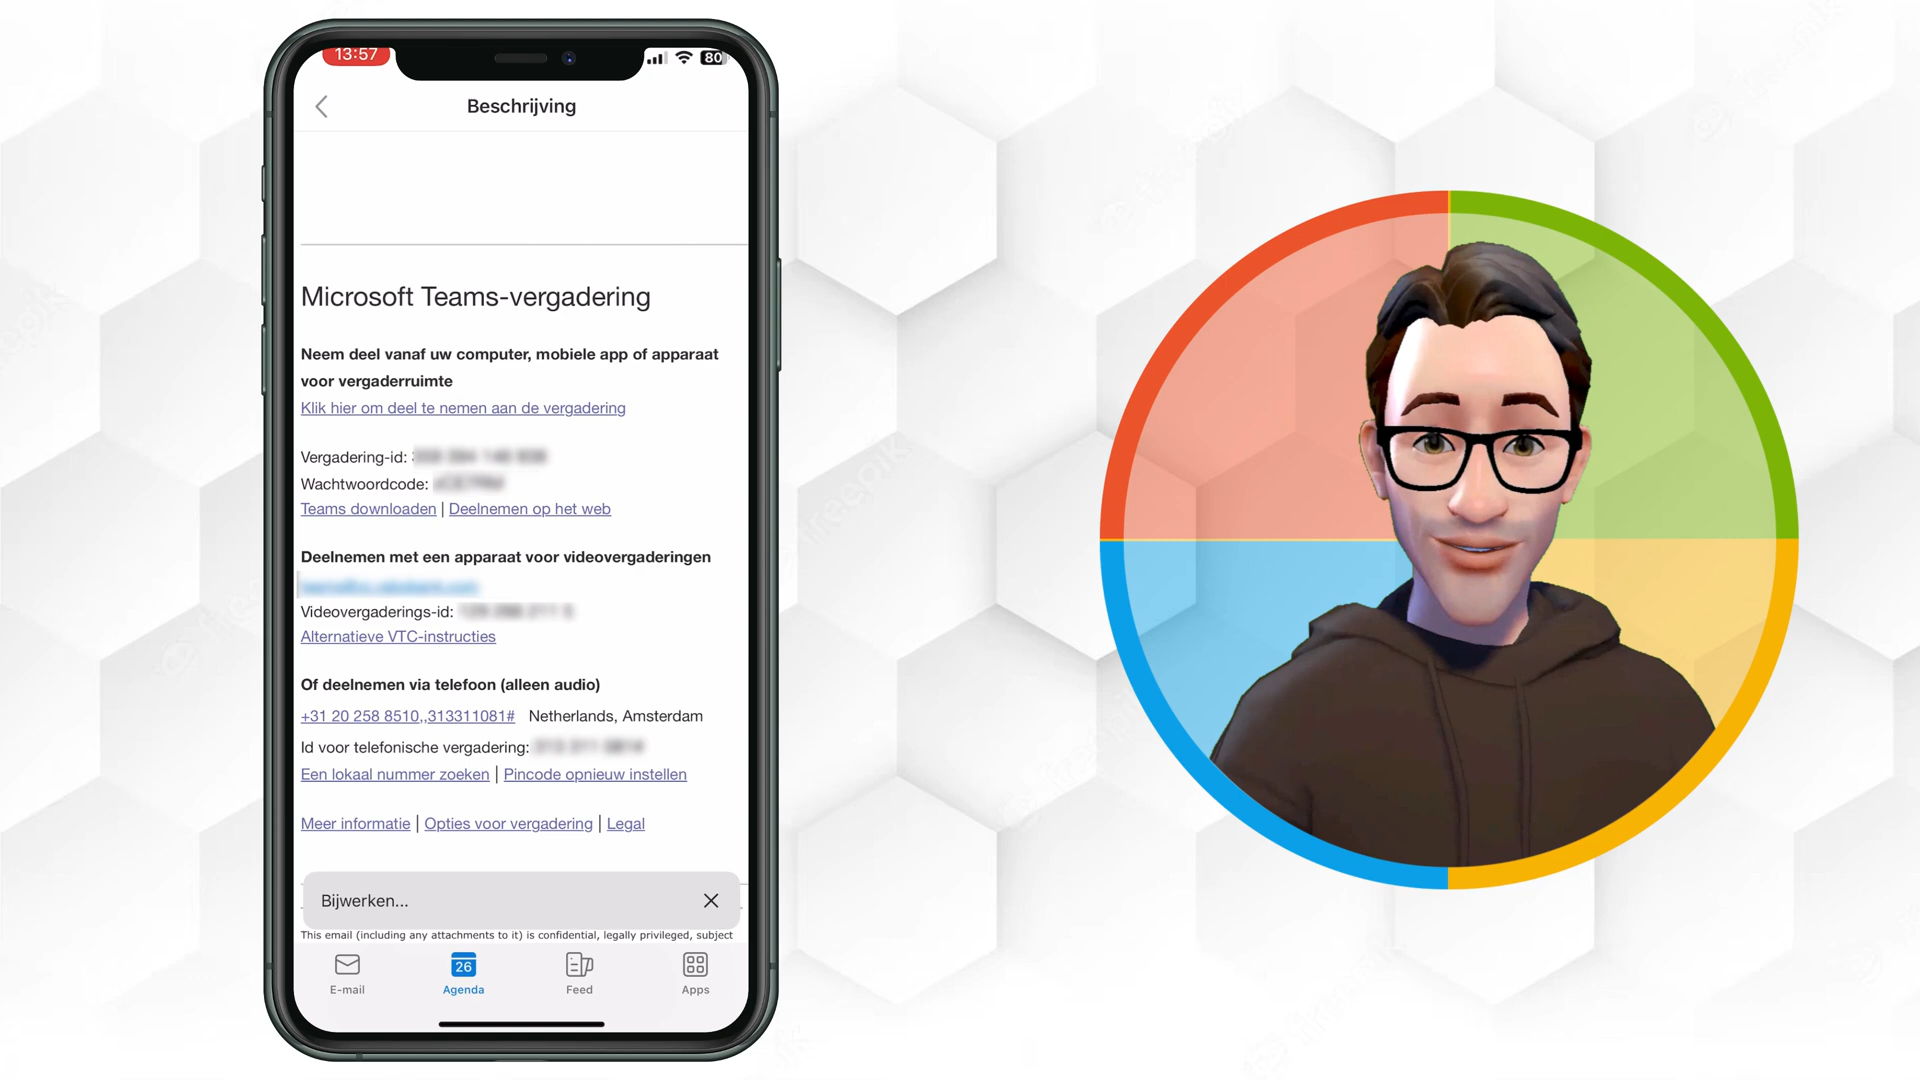 13:57
80
Beschrijving
Microsoft Teams-vergadering
Neem deel vanaf uw computer, mobiele app of apparaat
voor vergaderruimte
Klik hier om deel te nemen aan de vergadering
Vergadering-id:
Wachtwoordcode:
Teams downloaden | Deelnemen op het web
Deelnemen met een apparaat voor videovergaderingen
Videovergaderings-id:
Alternatieve VTC-instructies
Of deelnemen via telefoon (alleen audio)
+31 20 258 8510,,313311081# Netherlands, Amsterdam
Id voor telefonische vergadering:
Een lokaal nummer zoeken | Pincode opnieuw instellen
Meer informatie | Opties voor vergadering | Legal
Bijwerken...
This email (including any attachments to it) is confidential, legally privileged, subject
26
E-mail Agenda Feed Apps